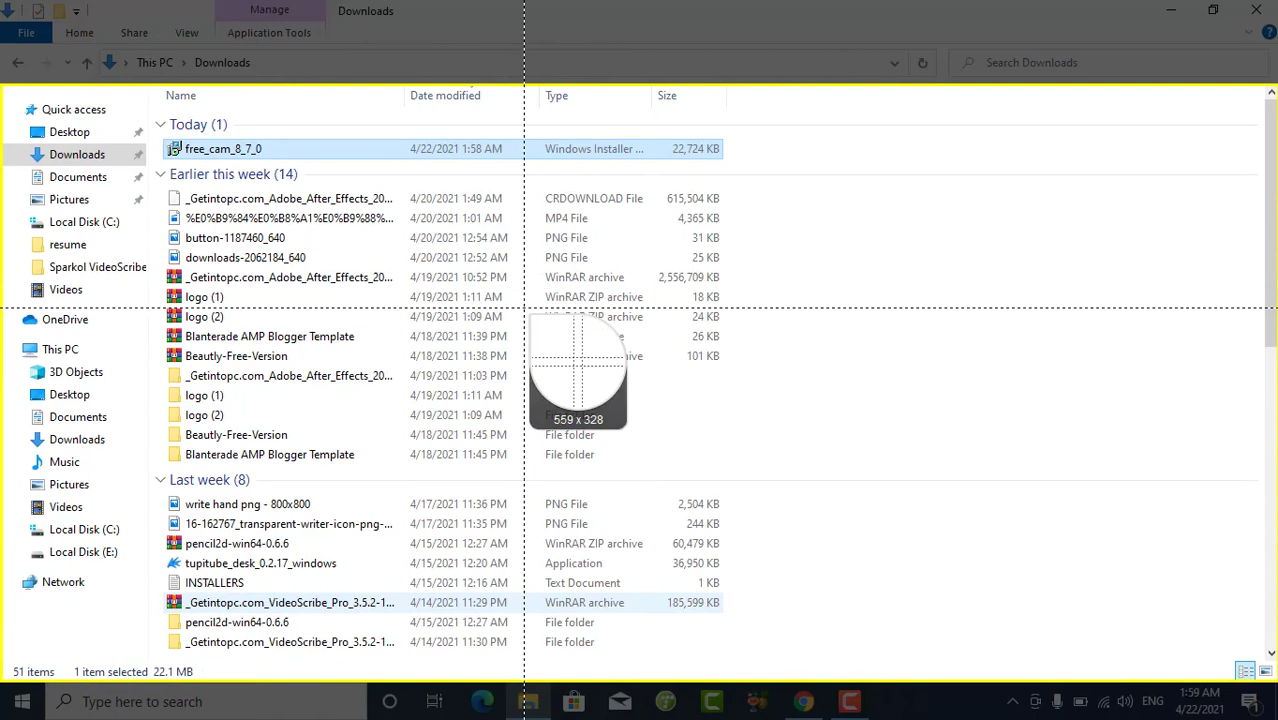 Manage
Downloads
File
Home
Share
View
Application Tools
This PC
Downloads
Search Downloads
Name
Date modified
Type
Size
Quick access
Desktop
Downloads
Documents
Pictures
Local Disk (C:)
resume
Sparkol VideoScribe
Videos
OneDrive
This PC
3D Objects
Desktop
Documents
Downloads
Music
Pictures
Videos
Local Disk (C:)
Local Disk (E:)
Network
Today (1)
free_cam_8_7_0 4/22/2021 1:58 AM Windows Installer ... 22,724 KB
Earlier this week (14)
_Getintopc.com_Adobe_After_Effects_20... 4/20/2021 1:49 AM CRDOWNLOAD File 615,504 KB
%E0%B9%84%E0%B8%A1%E0%B9%88%... 4/20/2021 1:01 AM MP4 File 4,365 KB
button-1187460_640 4/20/2021 12:54 AM PNG File 31 KB
downloads-2062184_640 4/20/2021 12:52 AM PNG File 25 KB
_Getintopc.com_Adobe_After_Effects_20... 4/19/2021 10:52 PM WinRAR archive 2,556,709 KB
logo (1) 4/19/2021 1:11 AM WinRAR ZIP archive 18 KB
logo (2) 4/19/2021 1:09 AM WinRAR ZIP archive 24 KB
Blanterade AMP Blogger Template 4/18/2021 11:39 PM 26 KB
Beautly-Free-Version 4/18/2021 11:38 PM 101 KB
_Getintopc.com_Adobe_After_Effects_20... 4/19/2021 11:03 PM
logo (1) 4/19/2021 1:11 AM
logo (2) 4/19/2021 1:09 AM
559 x 328
Beautly-Free-Version 4/18/2021 11:45 PM File folder
Blanterade AMP Blogger Template 4/18/2021 11:45 PM File folder
Last week (8)
write hand png - 800x800 4/17/2021 11:36 PM PNG File 2,504 KB
16-162767_transparent-writer-icon-png-... 4/17/2021 11:35 PM PNG File 244 KB
pencil2d-win64-0.6.6 4/15/2021 12:27 AM WinRAR ZIP archive 60,479 KB
tupitube_desk_0.2.17_windows 4/15/2021 12:20 AM Application 36,950 KB
INSTALLERS 4/15/2021 12:16 AM Text Document 1 KB
_Getintopc.com_VideoScribe_Pro_3.5.2-1... 4/14/2021 11:29 PM WinRAR archive 185,599 KB
pencil2d-win64-0.6.6 4/15/2021 12:27 AM File folder
_Getintopc.com_VideoScribe_Pro_3.5.2-1... 4/14/2021 11:30 PM File folder
51 items 1 item selected 22.1 MB
Type here to search
ENG
1:59 AM
4/22/2021